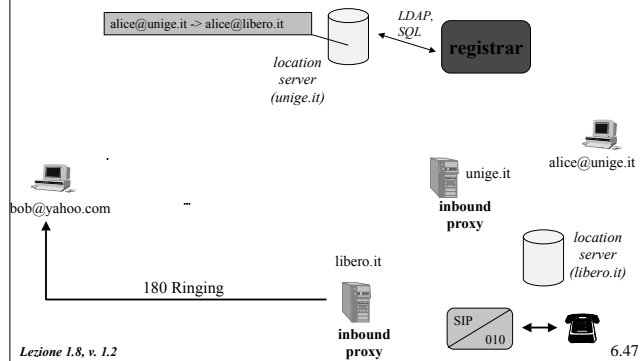 alice@unige.it -> alice@libero.it
LDAP,
SQL
registrar
location
server
(unige.it)
bob@yahoo.com
...
unige.it
inbound
proxy
alice@unige.it
location
server
(libero.it)
libero.it
180 Ringing
inbound
proxy
SIP
010
Lezione 1.8, v. 1.2
6.47